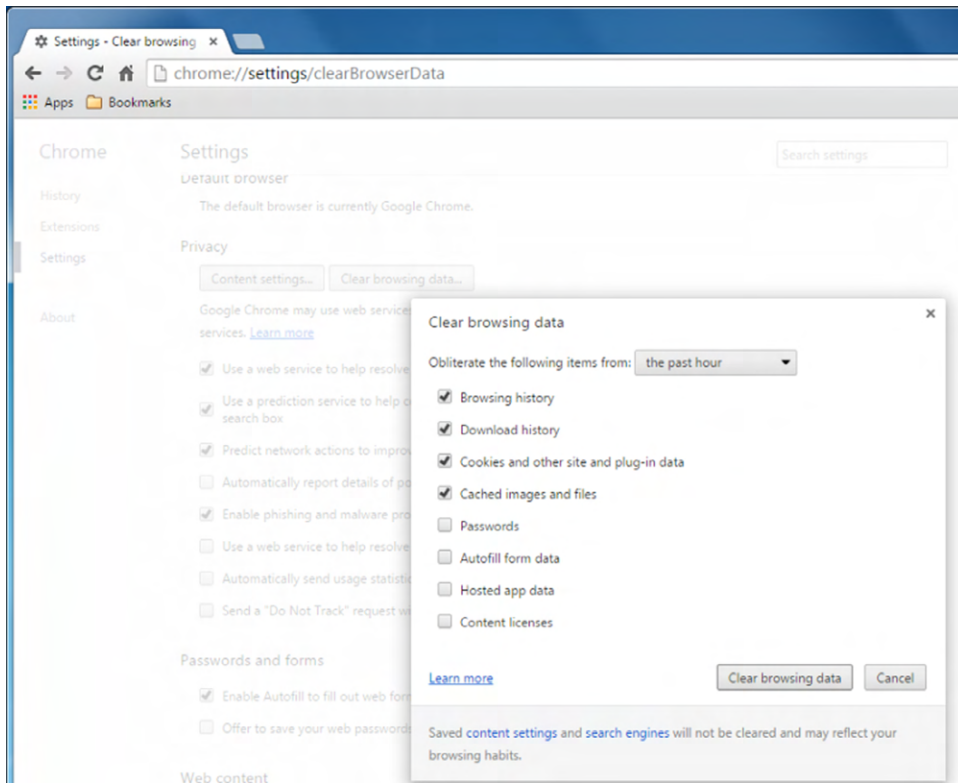 Settings - Clear browsing
chrome://settings/clearBrowserData
Apps Bookmarks
Chrome
Settings
Search settings
History
Extensions
Settings
About
Default browser
The default browser is currently Google Chrome.
Privacy
Content settings... Clear browsing data...
Google Chrome may use web services
services. Learn more
Use a web service to help resolve
Use a prediction service to help
search box
Predict network actions to
Automatically report details of
Enable phishing and malware
Use a web service to help resolve
Automatically send usage
Send a "Do Not Track" request
Passwords and forms
Enable Autofill to fill out web
Offer to save your web passwords
Web content
Clear browsing data
Obliterate the following items from: the past hour
Browsing history
Download history
Cookies and other site and plug-in data
Cached images and files
Passwords
Autofill form data
Hosted app data
Content licenses
Learn more
Clear browsing data Cancel
Saved content settings and search engines will not be cleared and may reflect your
browsing habits.